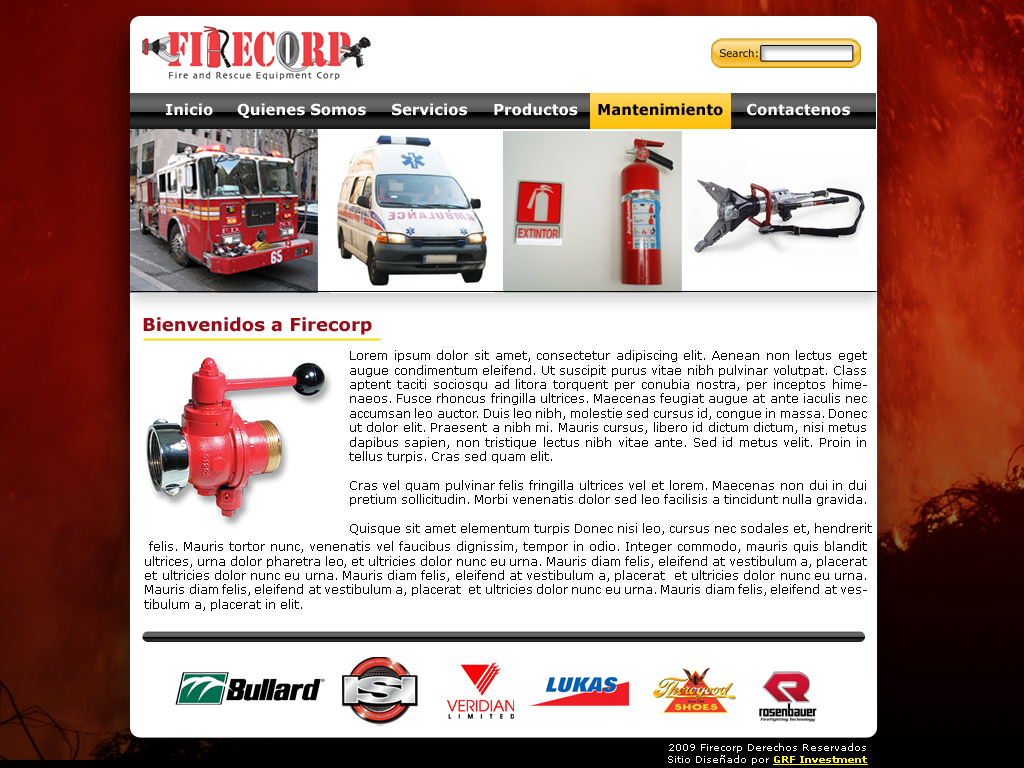 FIRECORP
Fire and Rescue Equipment Corp
Search:
Inicio Quienes Somos Servicios Productos Mantenimiento Contactenos
AMBULANCE
EXTINTOR
65
Bienvenidos a Firecorp
Lorem ipsum dolor sit amet, consectetur adipiscing elit. Aenean non lectus eget
augue condimentum eleifend. Ut suscipit purus vitae nibh pulvinar volutpat. Class
aptent taciti sociosqu ad litora torquent per conubia nostra, per inceptos hime-
naeos. Fusce rhoncus fringilla ultrices. Maecenas feugiat augue at ante iaculis nec
accumsan leo auctor. Duis leo nibh, molestie sed cursus id, congue in massa. Donec
ut dolor elit. Praesent a nibh mi. Mauris cursus, libero id dictum dictum, nisi metus
dapibus sapien, non tristique lectus nibh vitae ante. Sed id metus velit. Proin in
tellus turpis. Cras sed quam elit.
Cras vel quam pulvinar felis fringilla ultrices vel et lorem. Maecenas non dui in dui
pretium sollicitudin. Morbi venenatis dolor sed leo facilisis a tincidunt nulla gravida.
Quisque sit amet elementum turpis Donec nisi leo, cursus nec sodales et, hendrerit
felis. Mauris tortor nunc, venenatis vel faucibus dignissim, tempor in odio. Integer commodo, mauris quis blandit
ultrices, urna dolor pharetra leo, et ultricies dolor nunc eu urna. Mauris diam felis, eleifend at vestibulum a, placerat
et ultricies dolor nunc eu urna. Mauris diam felis, eleifend at vestibulum a, placerat et ultricies dolor nunc eu urna.
Mauris diam felis, eleifend at vestibulum a, placerat et ultricies dolor nunc eu urna. Mauris diam felis, eleifend at ves-
tibulum a, placerat in elit.
Bullard
S
VERIDIAN
LIMITED
LUKAS
Thorogood
SHOES
R
rosenbauer
Firefighting Technology
2009 Firecorp Derechos Reservados
Sitio Diseñado por GRF Investment